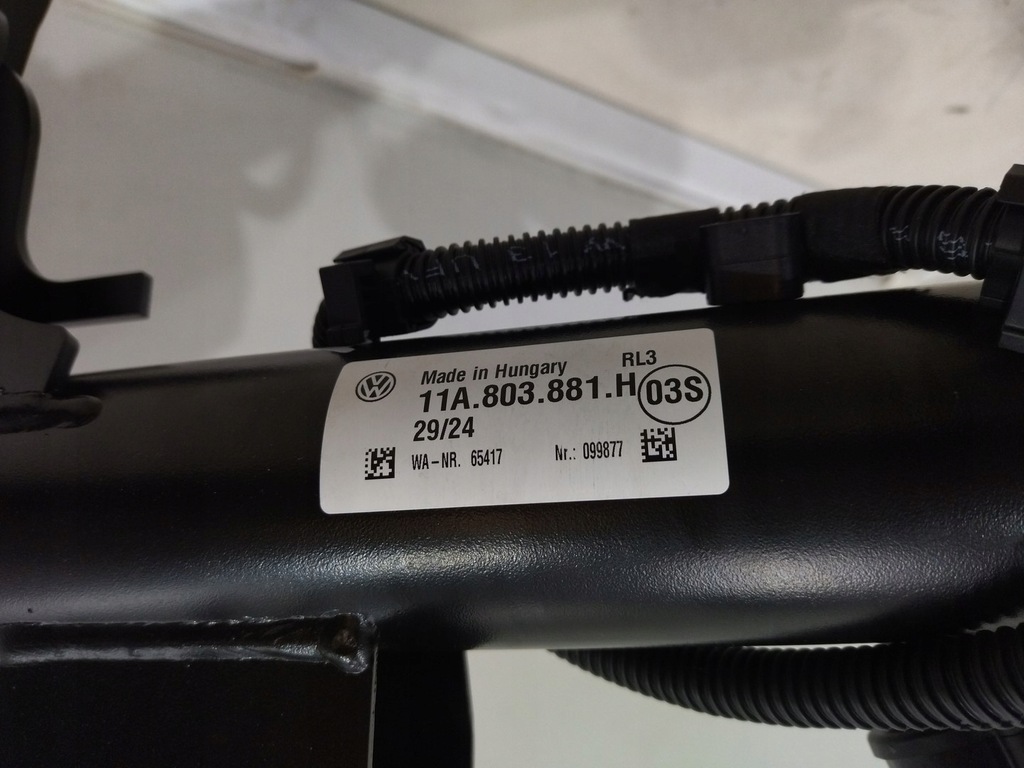 Made in Hungary RL3
11A.803.881.H 03S
29/24
WA-NR. 65417 Nr.: 099877